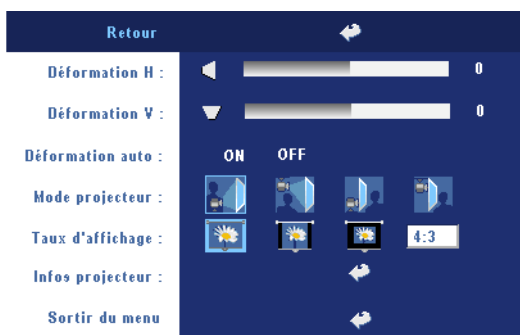 Retour
Déformation H : 0
Déformation V : 0
Déformation auto : ON OFF
Mode projecteur :
Taux d'affichage : 4:3
Infos projecteur :
Sortir du menu